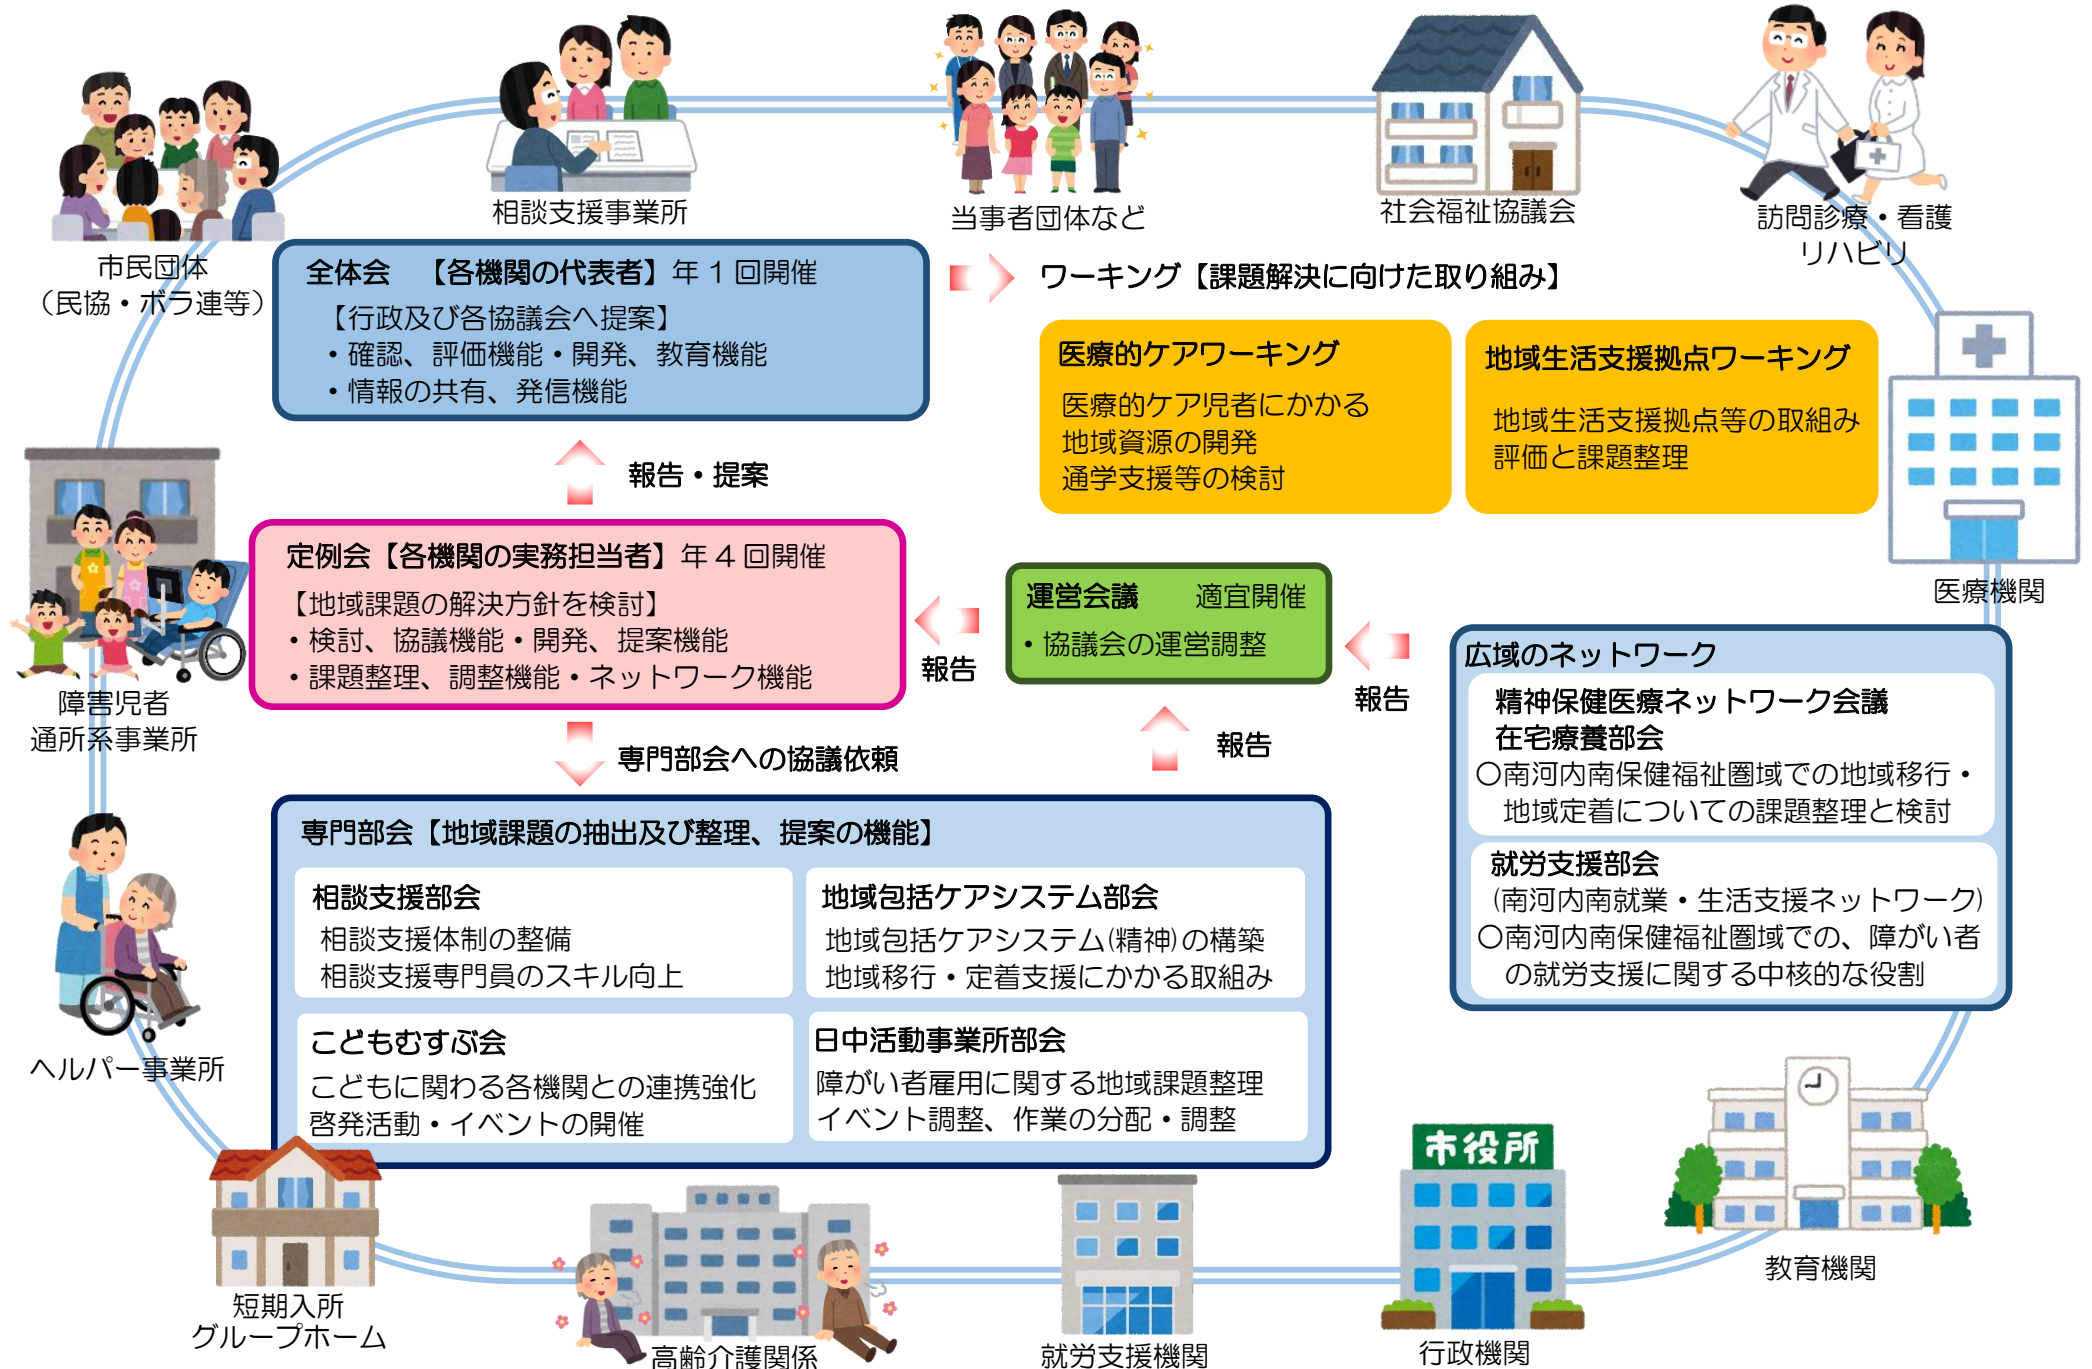 相談支援事業所
当事者団体など
社会福祉協議会
訪問診療・看護
リハビリ
市民団体
（民協・ボラ連等）
全体会　【各機関の代表者】年１回開催
【行政及び各協議会へ提案】
・確認、評価機能・開発、教育機能
・情報の共有、発信機能
ワーキング【課題解決に向けた取り組み】
医療的ケアワーキング
医療的ケア児者にかかる
地域資源の開発
通学支援等の検討
地域生活支援拠点ワーキング
地域生活支援拠点等の取組み
評価と課題整理
医療機関
報告・提案
定例会【各機関の実務担当者】年４回開催
【地域課題の解決方針を検討】
・検討、協議機能・開発、提案機能
・課題整理、調整機能・ネットワーク機能
障害児者
通所系事業所
報告
運営会議　　適宜開催
・協議会の運営調整
報告
報告
専門部会への協議依頼
広域のネットワーク
精神保健医療ネットワーク会議
在宅療養部会
○南河内南保健福祉圏域での地域移行・
地域定着についての課題整理と検討
就労支援部会
(南河内南就業・生活支援ネットワーク)
○南河内南保健福祉圏域での、障がい者
の就労支援に関する中核的な役割
専門部会【地域課題の抽出及び整理、提案の機能】
相談支援部会
相談支援体制の整備
相談支援専門員のスキル向上
地域包括ケアシステム部会
地域包括ケアシステム(精神)の構築
地域移行・定着支援にかかる取組み
こどもむすぶ会
こどもに関わる各機関との連携強化
啓発活動・イベントの開催
日中活動事業所部会
障がい者雇用に関する地域課題整理
イベント調整、作業の分配・調整
ヘルパー事業所
短期入所
グループホーム
高齢介護関係
就労支援機関
市役所
行政機関
教育機関